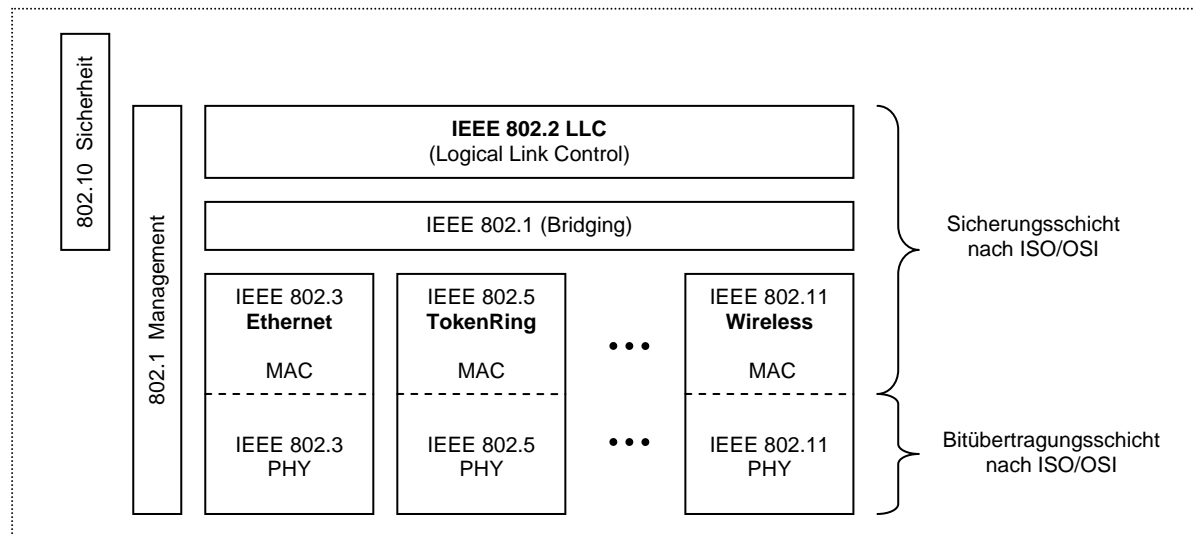 802.10 Sicherheit
802.1 Management
IEEE 802.2 LLC
(Logical Link Control)
IEEE 802.1 (Bridging)
IEEE 802.3
Ethernet
MAC
IEEE 802.3
PHY
IEEE 802.5
TokenRing
MAC
IEEE 802.5
PHY
IEEE 802.11
Wireless
MAC
IEEE 802.11
PHY
Sicherungsschicht
nach ISO/OSI
Bitübertragungsschicht
nach ISO/OSI